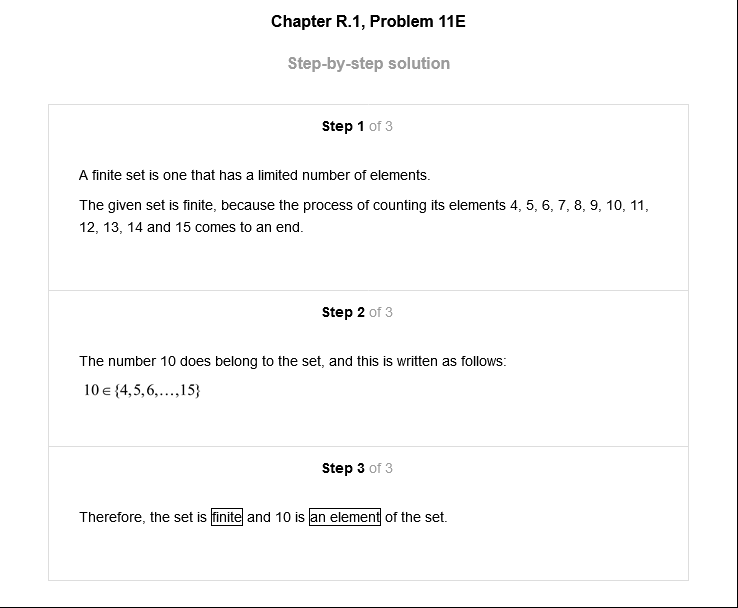 Chapter R.1, Problem 11E
Step-by-step solution
Step 1 of 3
A finite set is one that has a limited number of elements.
The given set is finite, because the process of counting its elements 4, 5, 6, 7, 8, 9, 10, 11,
12, 13, 14 and 15 comes to an end.
Step 2 of 3
The number 10 does belong to the set, and this is written as follows:
10 ∈ {4,5,6,…,15}
Step 3 of 3
Therefore, the set is finite and 10 is an element of the set.